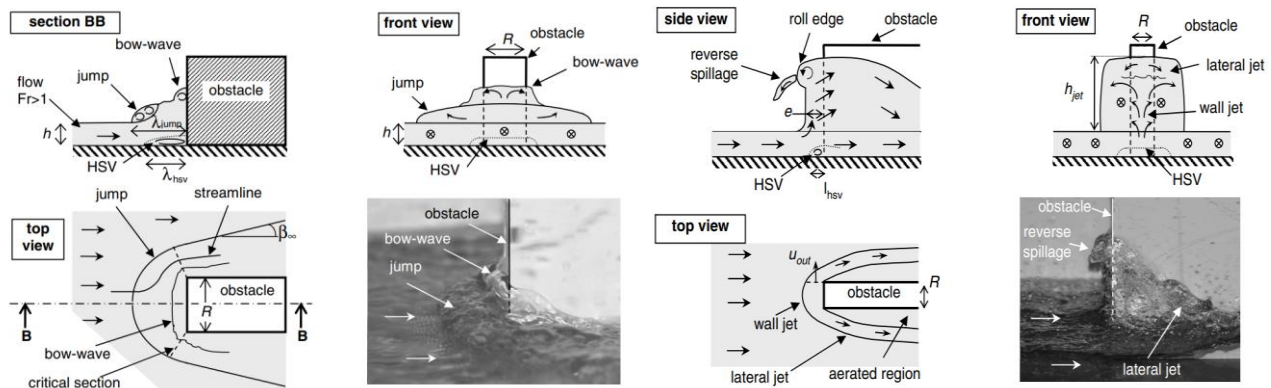 section BB
bow-wave
jump
flow
Fr>1
h
λjump
obstacle
HSV
λhsv
front view
R
obstacle
bow-wave
jump
h
HSV
side view
roll edge
obstacle
reverse
spillage
e
HSV
lhsv
front view
R
obstacle
lateral jet
hjet
wall jet
HSV
top
view
jump
streamline
β∞
obstacle
R
B
B
bow-wave
critical section
obstacle
bow-wave
jump
top view
uout
obstacle
R
wall jet
lateral jet
aerated region
obstacle
reverse
spillage
lateral jet